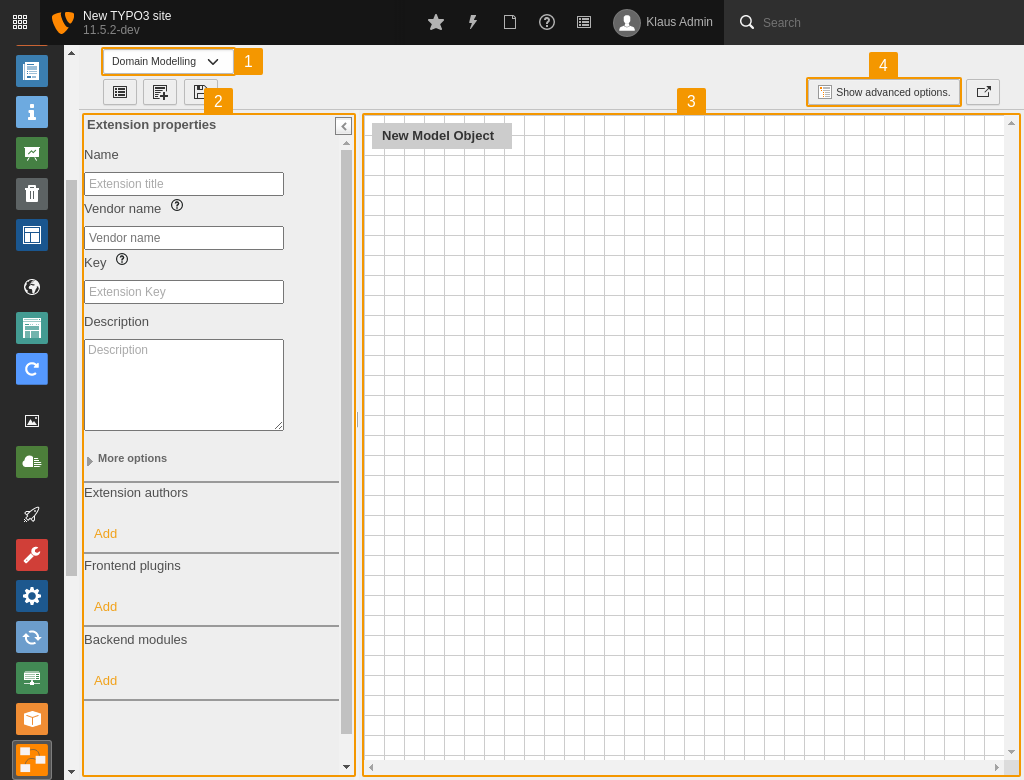 New TYPO3 site
11.5.2-dev
Klaus Admin
Search
Domain Modelling
1
4
2
3
Show advanced options.
Extension properties
New Model Object
Name
Extension title
Vendor name
Vendor name
Key
Extension Key
Description
Description
More options
Extension authors
Add
Frontend plugins
Add
Backend modules
Add